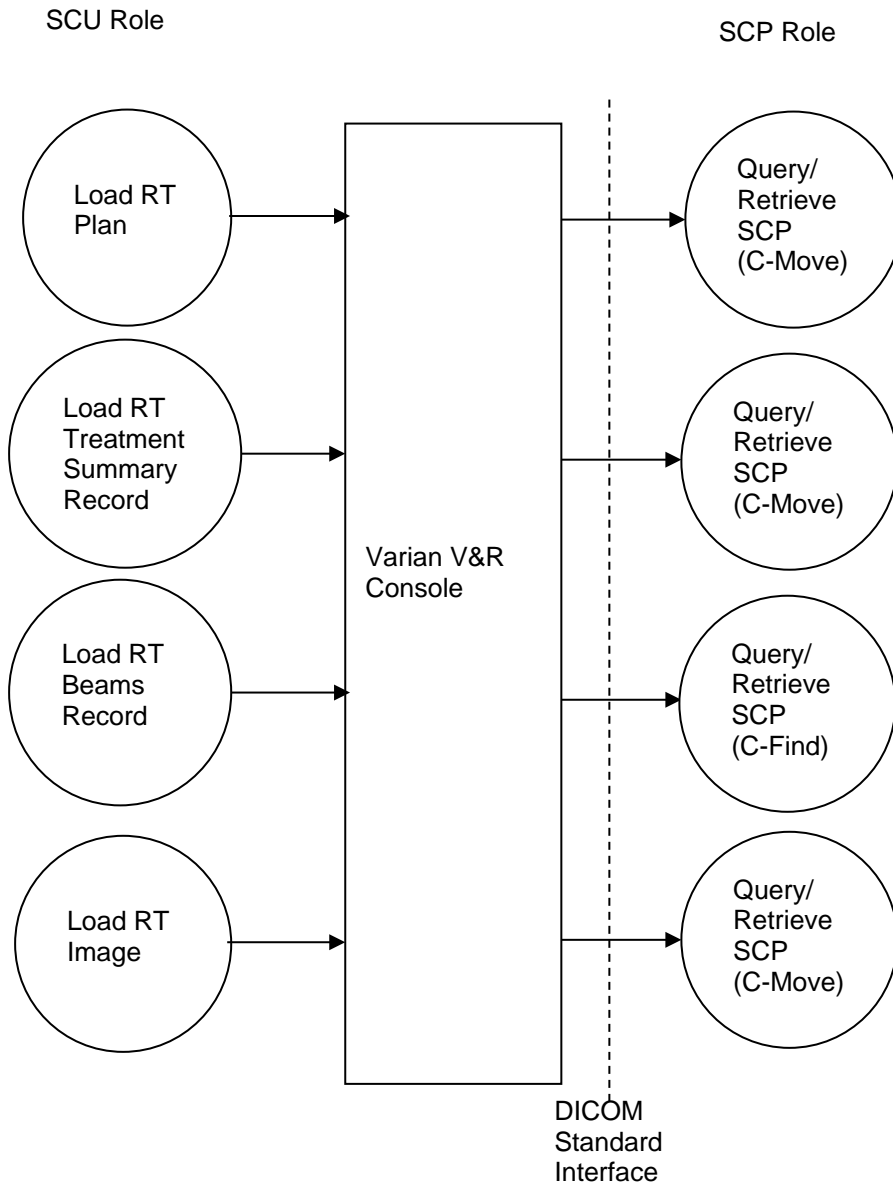 SCU Role
SCP Role
Load RT
Plan
Query/
Retrieve
SCP
(C-Move)
Load RT
Treatment
Summary
Record
Query/
Retrieve
SCP
(C-Move)
Varian V&R
Console
Load RT
Beams
Record
Query/
Retrieve
SCP
(C-Find)
Load RT
Image
Query/
Retrieve
SCP
(C-Move)
DICOM
Standard
Interface